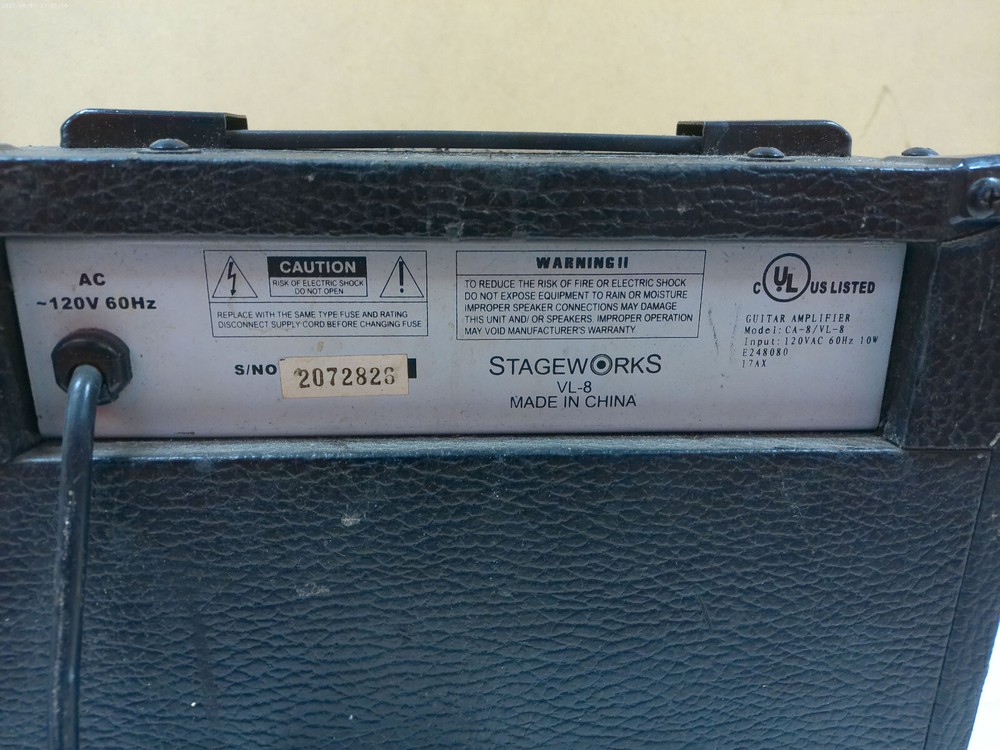 AC
~120V 60Hz
CAUTION
RISK OF ELECTRIC SHOCK
DO NOT OPEN
REPLACE WITH THE SAME TYPE FUSE AND RATING
DISCONNECT SUPPLY CORD BEFORE CHANGING FUSE
WARNING!!
TO REDUCE THE RISK OF FIRE OR ELECTRIC SHOCK
DO NOT EXPOSE EQUIPMENT TO RAIN OR MOISTURE
IMPROPER SPEAKER CONNECTIONS MAY DAMAGE
THIS UNIT AND/ OR SPEAKERS. IMPROPER OPERATION
MAY VOID MANUFACTURER'S WARRANTY.
C UL US LISTED
GUITAR AMPLIFIER
Model: CA-8/VL-8
Input: 120VAC 60Hz 10W
E248080
17AX
S/NO
2072826
STAGEWORKS
VL-8
MADE IN CHINA